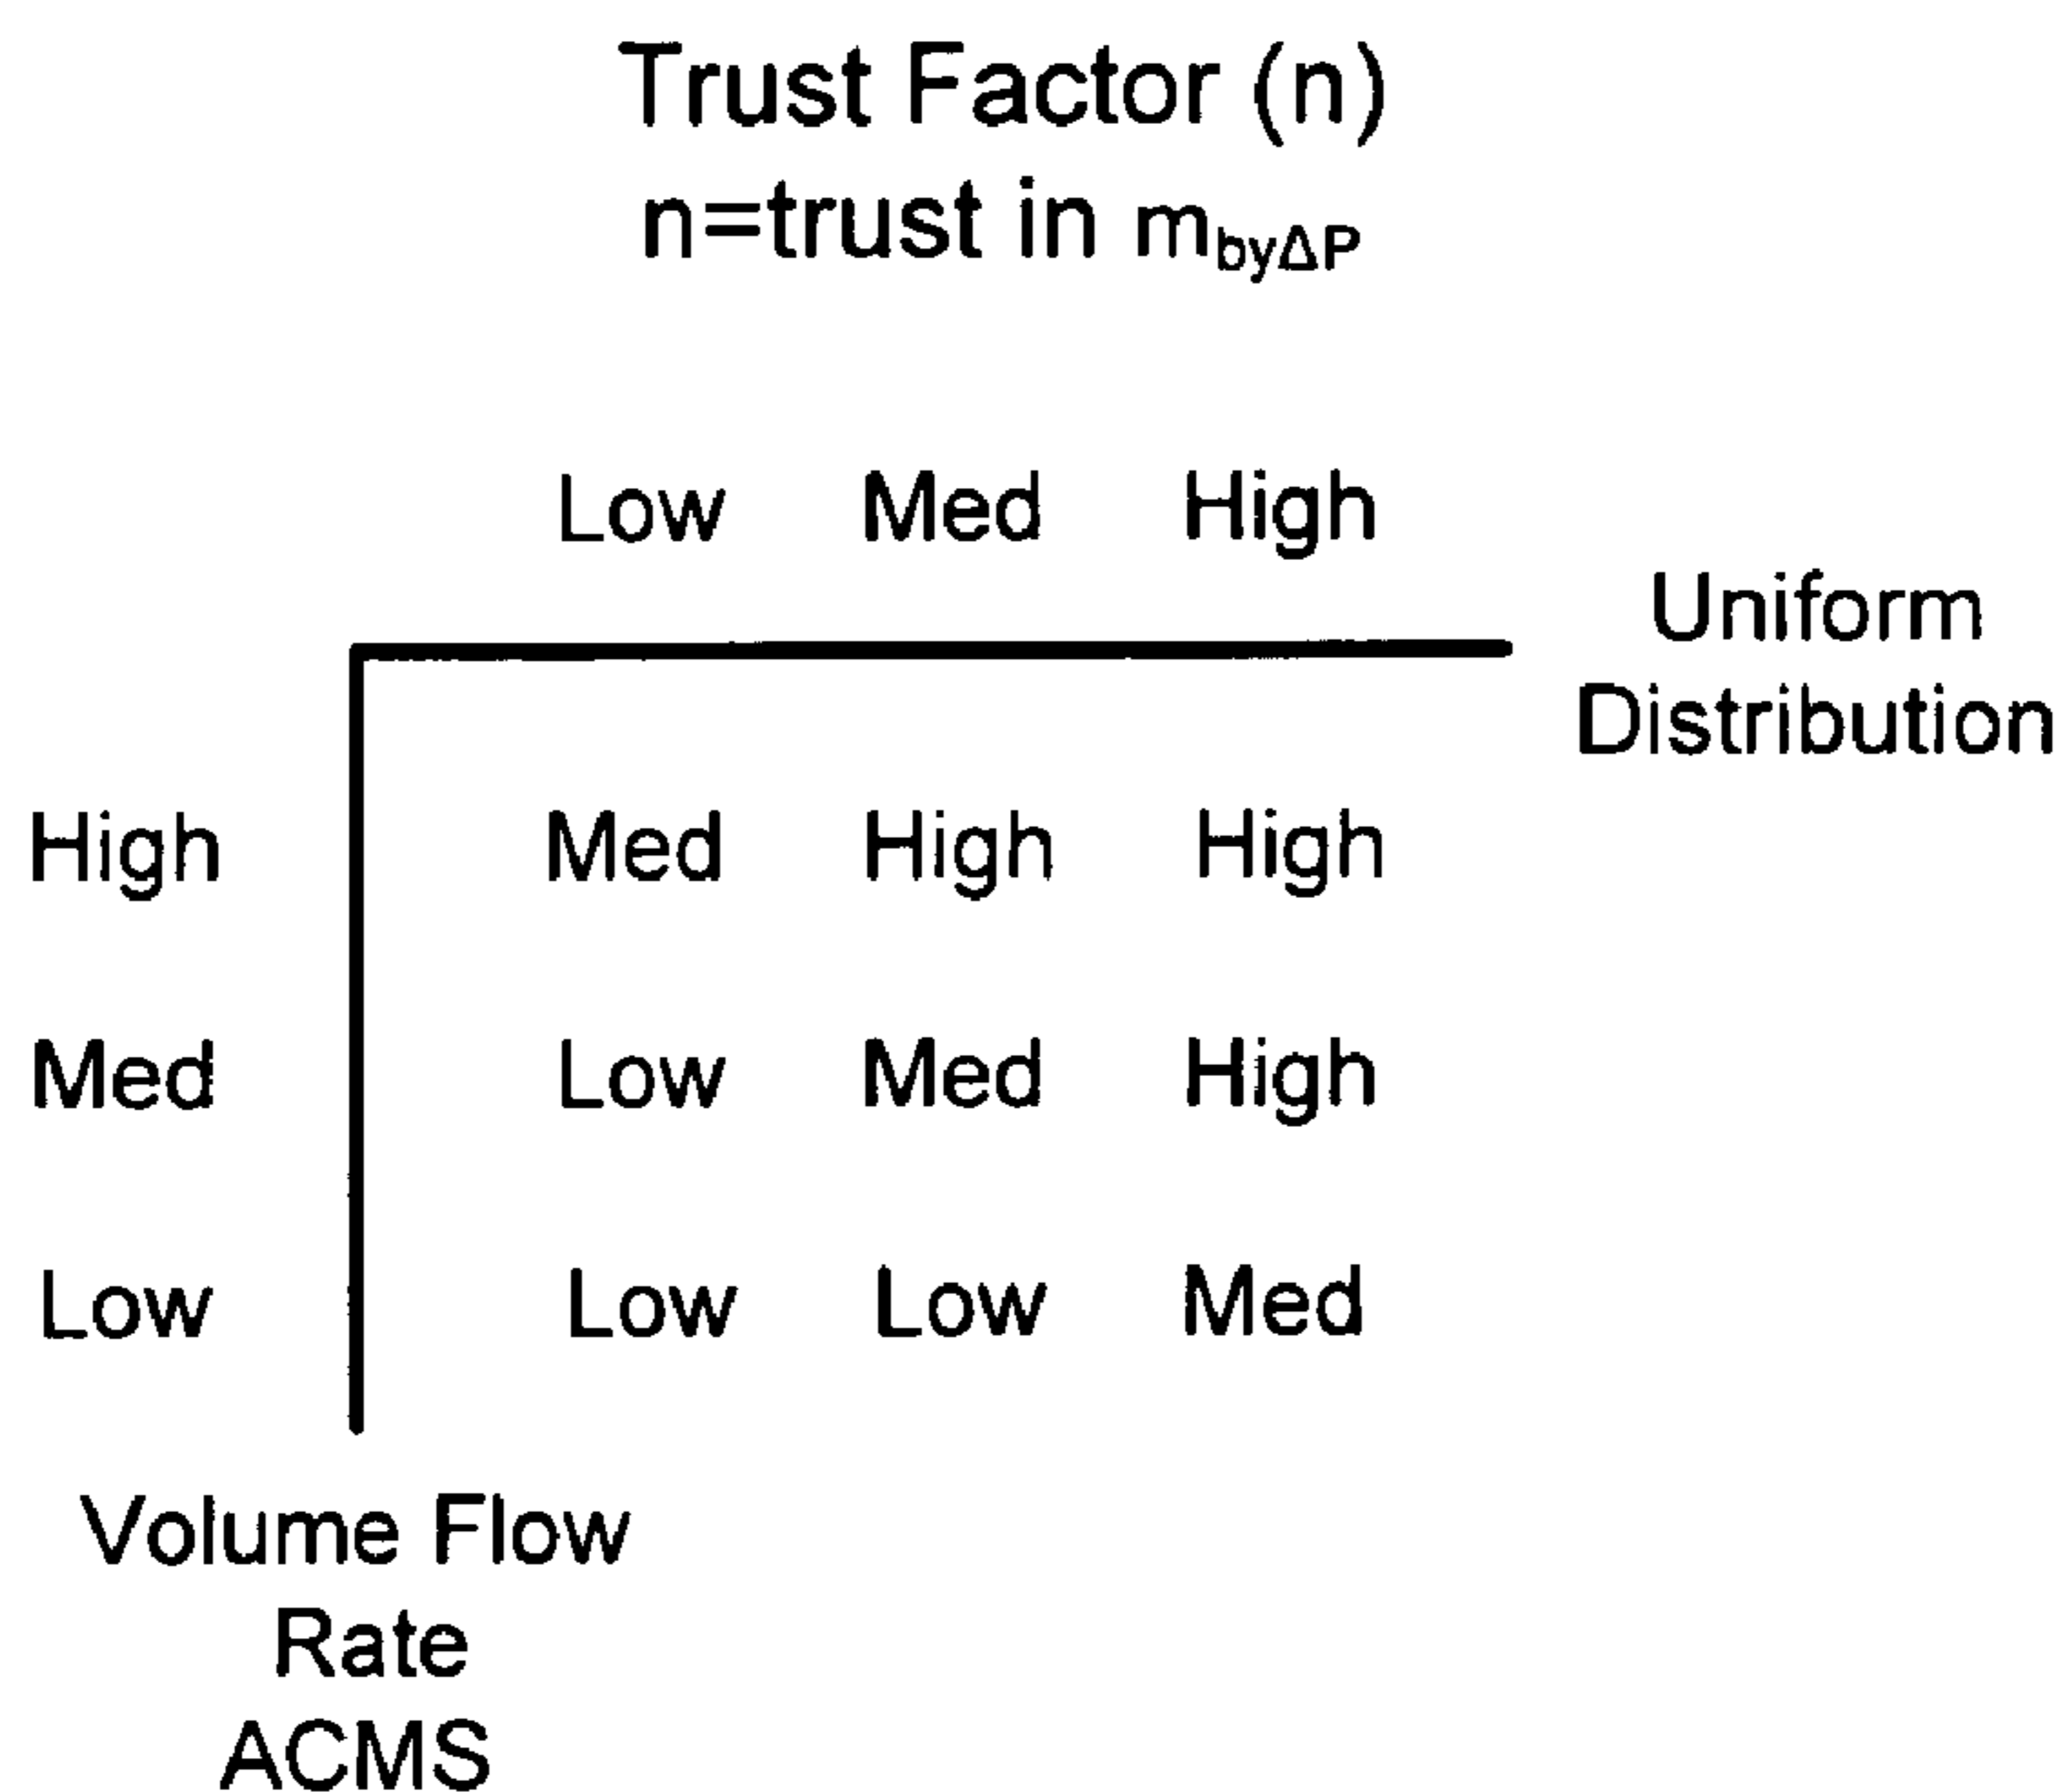 Trust Factor (n)
n=trust in m_byΔP
Low Med High
Uniform
Distribution
High Med High High
Med Low Med High
Low Low Low Med
Volume Flow
Rate
ACMS